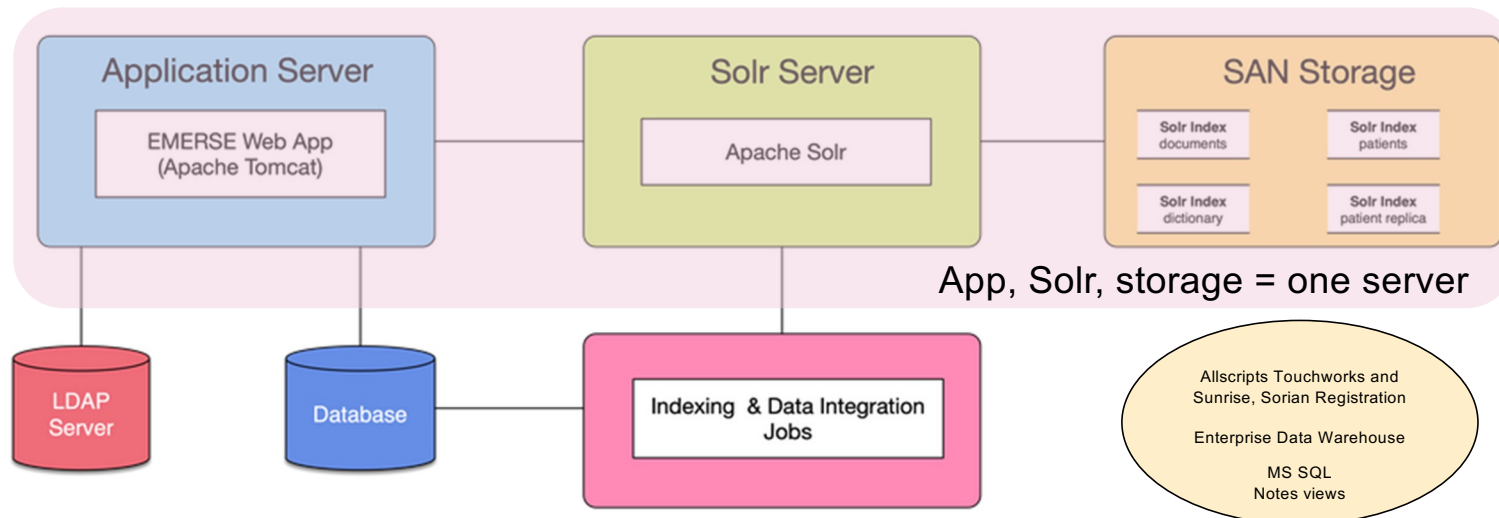 Application Server
EMERSE Web App
(Apache Tomcat)
Solr Server
Apache Solr
SAN Storage
Solr Index
documents
Solr Index
patients
Solr Index
dictionary
Solr Index
patient replica
App, Solr, storage = one server
LDAP
Server
Database
Indexing & Data Integration
Jobs
Allscripts Touchworks and
Sunrise, Sorian Registration
Enterprise Data Warehouse
MS SQL
Notes views